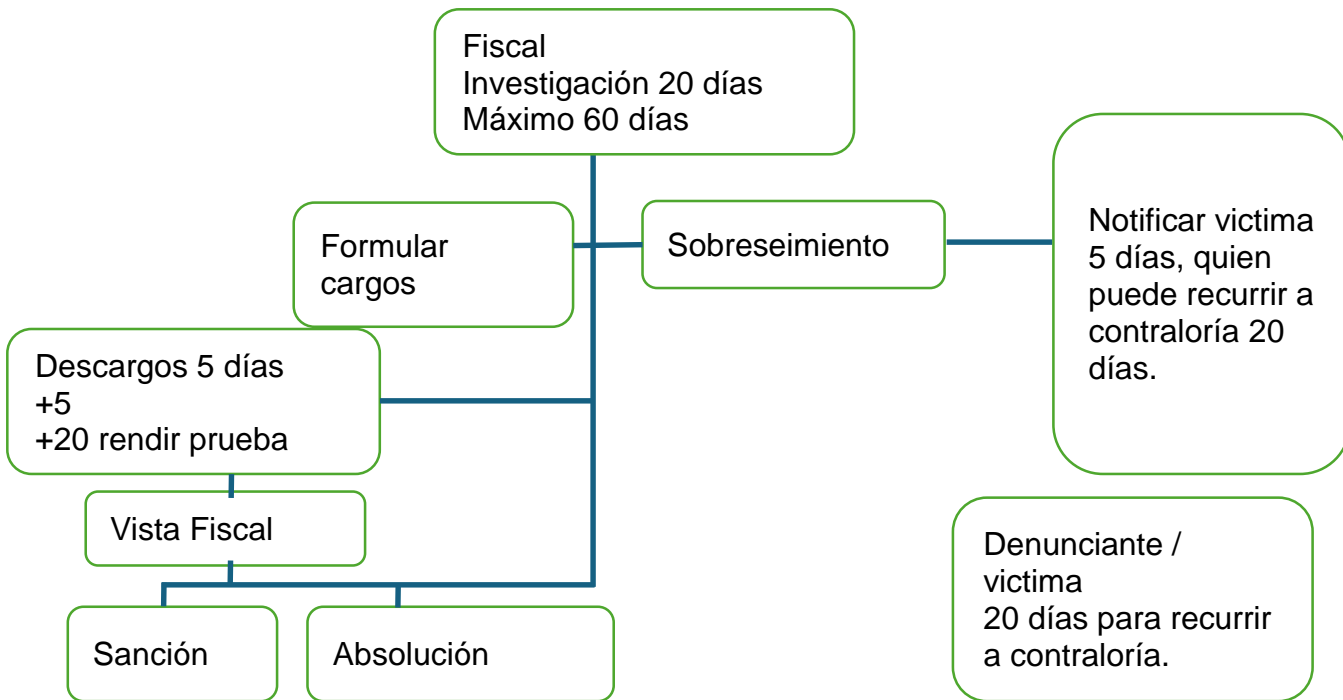 Fiscal
Investigación 20 días
Máximo 60 días
Formular
cargos
Sobreseimiento
Notificar victima
5 días, quien
puede recurrir a
contraloría 20
días.
Descargos 5 días
+5
+20 rendir prueba
Vista Fiscal
Sanción
Absolución
Denunciante /
victima
20 días para recurrir
a contraloría.